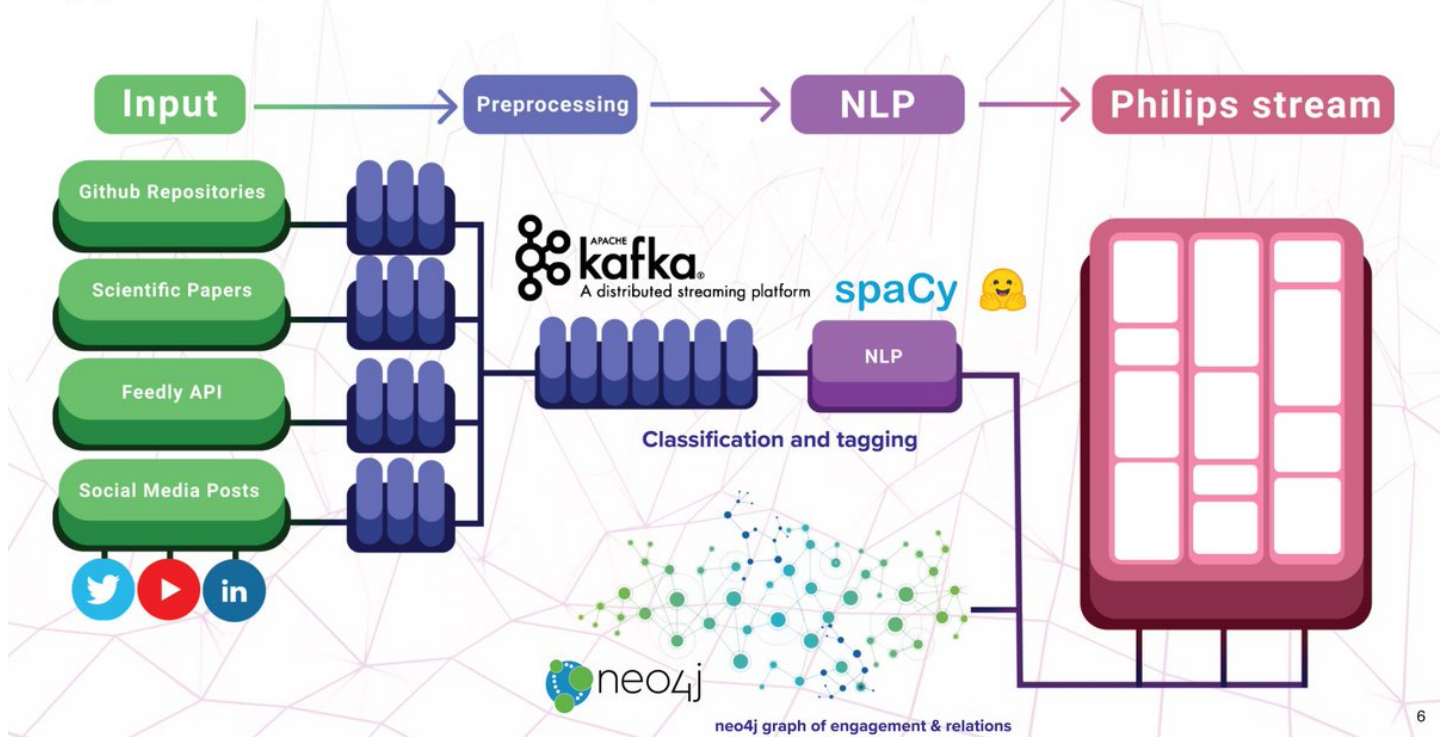 Input
Preprocessing
NLP
Philips stream
Github Repositories
Scientific Papers
Feedly API
Social Media Posts
in
APACHE
kafka®
A distributed streaming platform
spaCy
NLP
Classification and tagging
neo4j
neo4j graph of engagement & relations
6